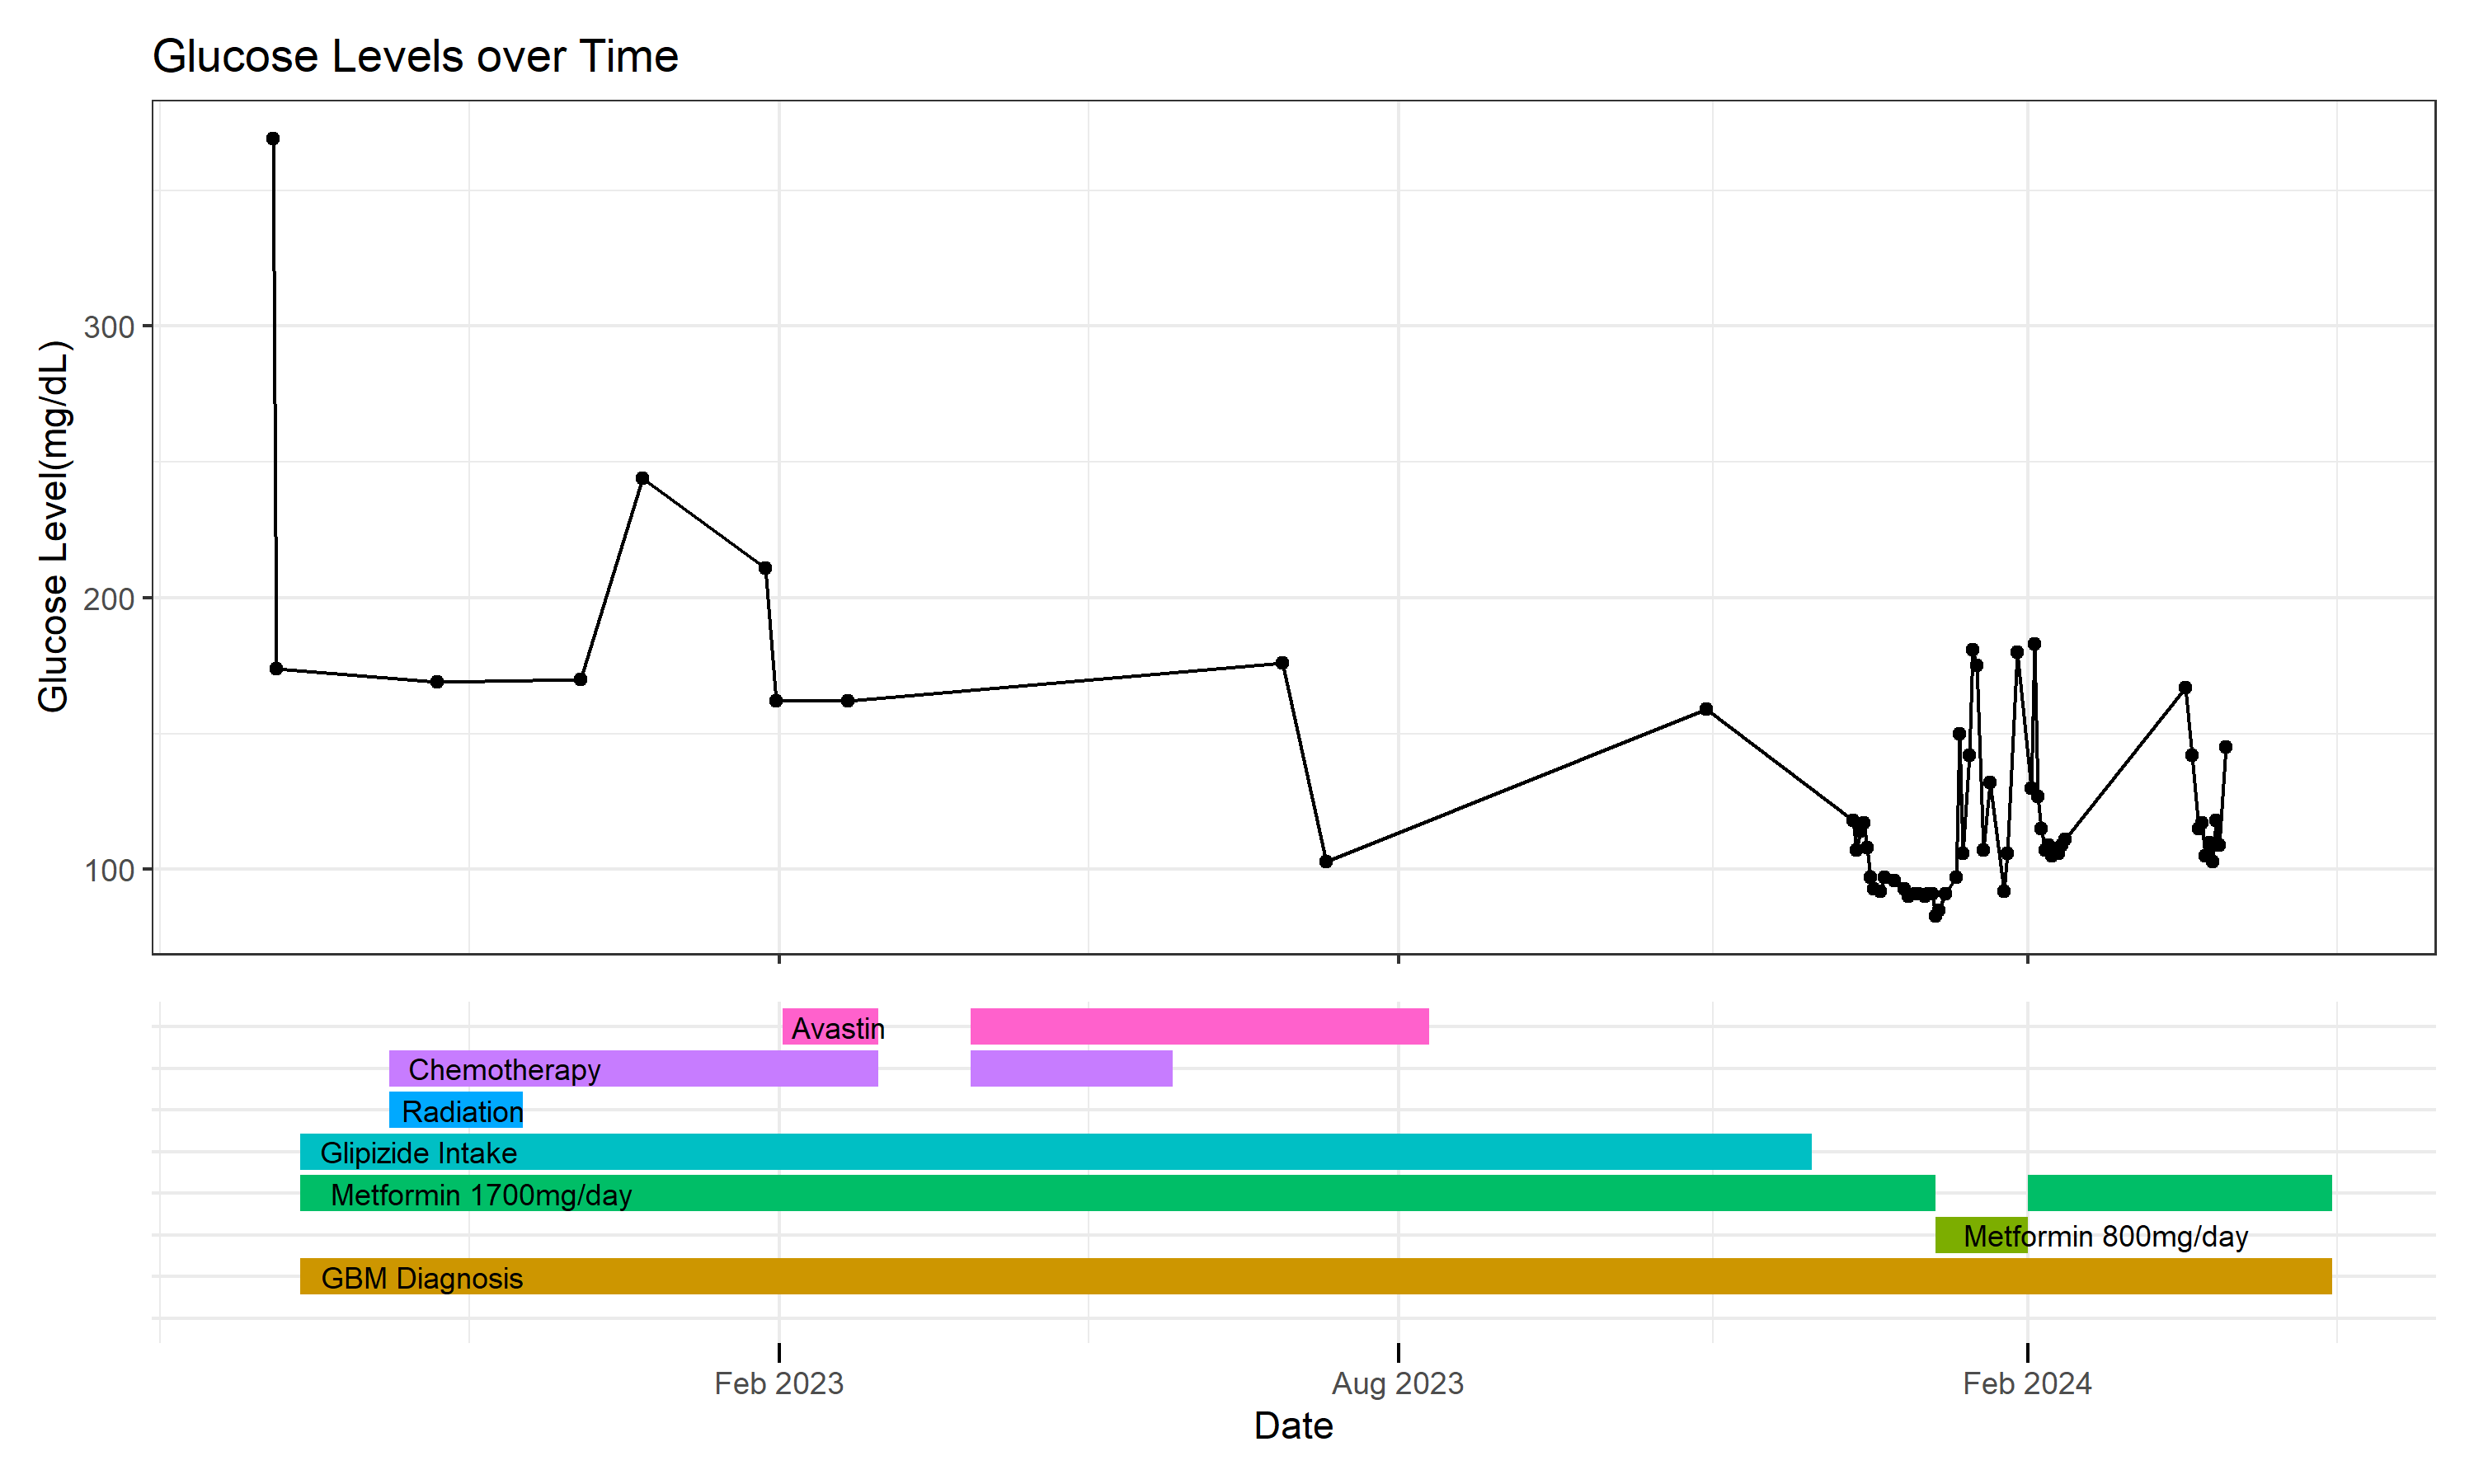 Glucose Levels over Time
Glucose Level(mg/dL)
300
200
100
Avastin
Chemotherapy
Radiation
Glipizide Intake
Metformin 1700mg/day
Metformin 800mg/day
GBM Diagnosis
Feb 2023
Aug 2023
Feb 2024
Date